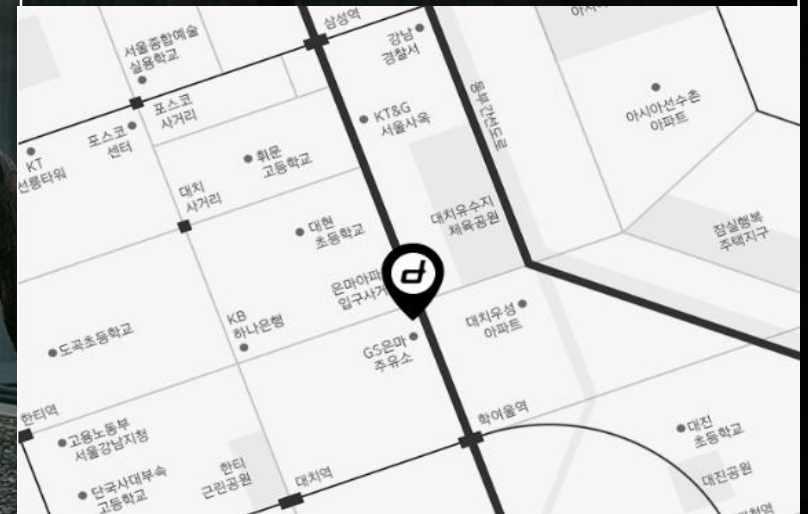 삼성역
서울종합예술
실용학교
강남
경찰서
포스코
사거리
포스코
센터
KT&G
서울사옥
동부간선도로
아시아선수촌
아파트
KT
선릉타워
휘문
고등학교
대치
사거리
대현
초등학교
대치유수지
체육공원
잠실행복
주택지구
은마아파
입구사거
KB
하나은행
대치우성
아파트
도곡초등학교
GS은마
주유소
한티역
학여울역
고용노동부
서울강남지청
대진
초등학교
한티
근린공원
대치역
단국사대부속
고등학교
대진공원